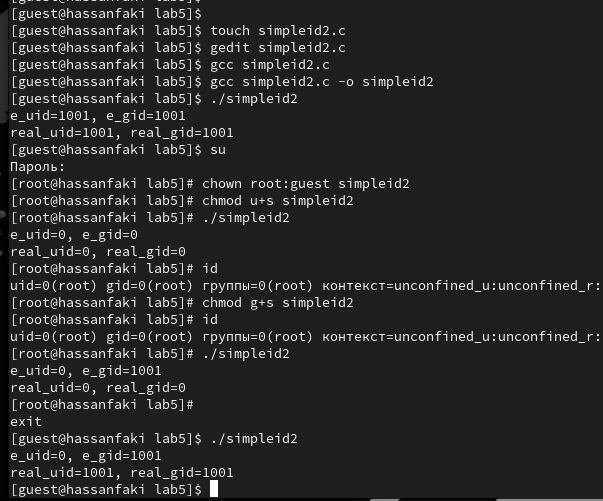 [guest@hassanfaki lab5]$
[guest@hassanfaki lab5]$ touch simpleid2.c
[guest@hassanfaki lab5]$ gedit simpleid2.c
[guest@hassanfaki lab5]$ gcc simpleid2.c
[guest@hassanfaki lab5]$ gcc simpleid2.c -o simpleid2
[guest@hassanfaki lab5]$ ./simpleid2
e_uid=1001, e_gid=1001
real_uid=1001, real_gid=1001
[guest@hassanfaki lab5]$ su
Пароль:
[root@hassanfaki lab5]# chown root:guest simpleid2
[root@hassanfaki lab5]# chmod u+s simpleid2
[root@hassanfaki lab5]# ./simpleid2
e_uid=0, e_gid=0
real_uid=0, real_gid=0
[root@hassanfaki lab5]# id
uid=0(root) gid=0(root) группы=0(root) контекст=unconfined_u:unconfined_r:
[root@hassanfaki lab5]# chmod g+s simpleid2
[root@hassanfaki lab5]# id
uid=0(root) gid=0(root) группы=0(root) контекст=unconfined_u:unconfined_r:
[root@hassanfaki lab5]# ./simpleid2
e_uid=0, e_gid=1001
real_uid=0, real_gid=0
[root@hassanfaki lab5]#
exit
[guest@hassanfaki lab5]$ ./simpleid2
e_uid=0, e_gid=1001
real_uid=1001, real_gid=1001
[guest@hassanfaki lab5]$